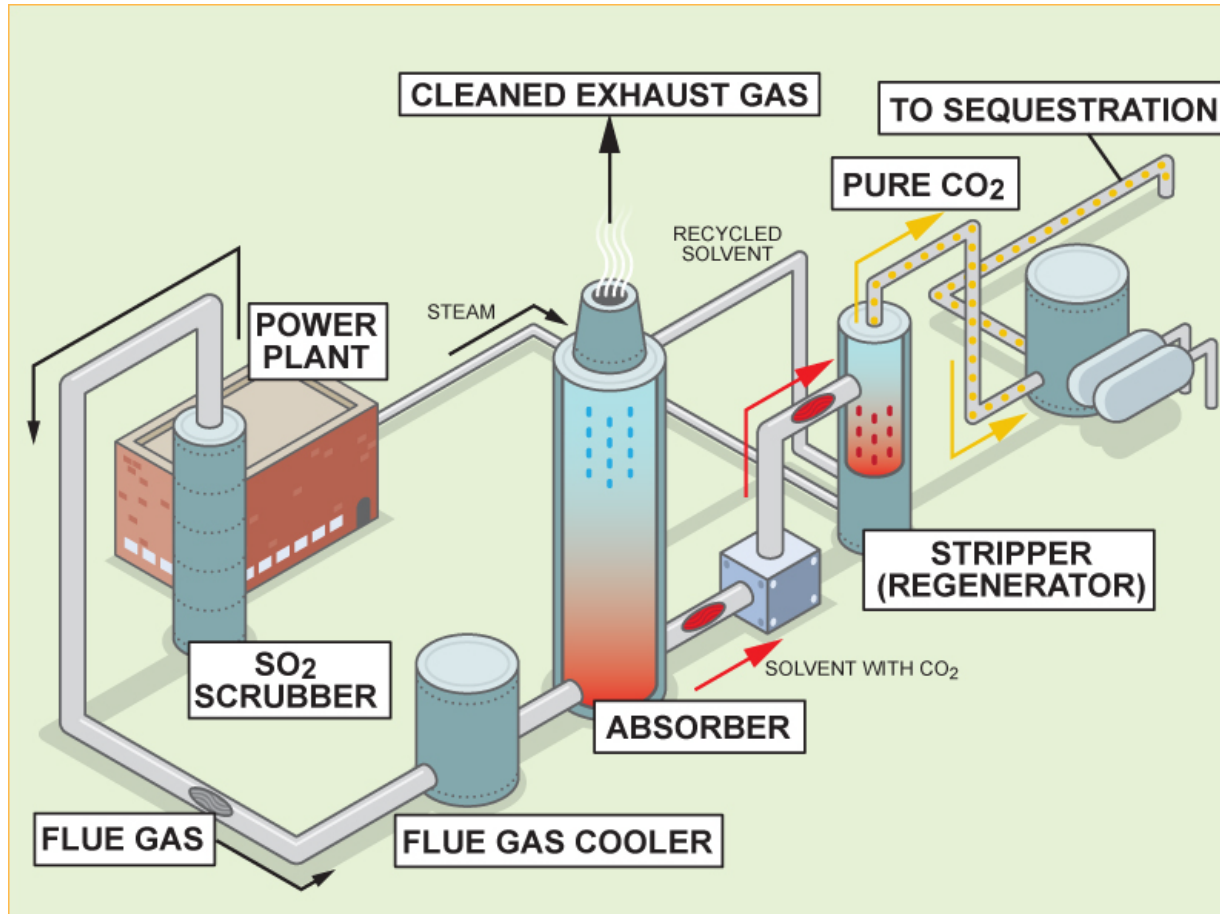 CLEANED EXHAUST GAS
TO SEQUESTRATION
PURE CO₂
RECYCLED
SOLVENT
STEAM
POWER
PLANT
STRIPPER
(REGENERATOR)
SO₂
SCRUBBER
SOLVENT WITH CO₂
ABSORBER
FLUE GAS
FLUE GAS COOLER